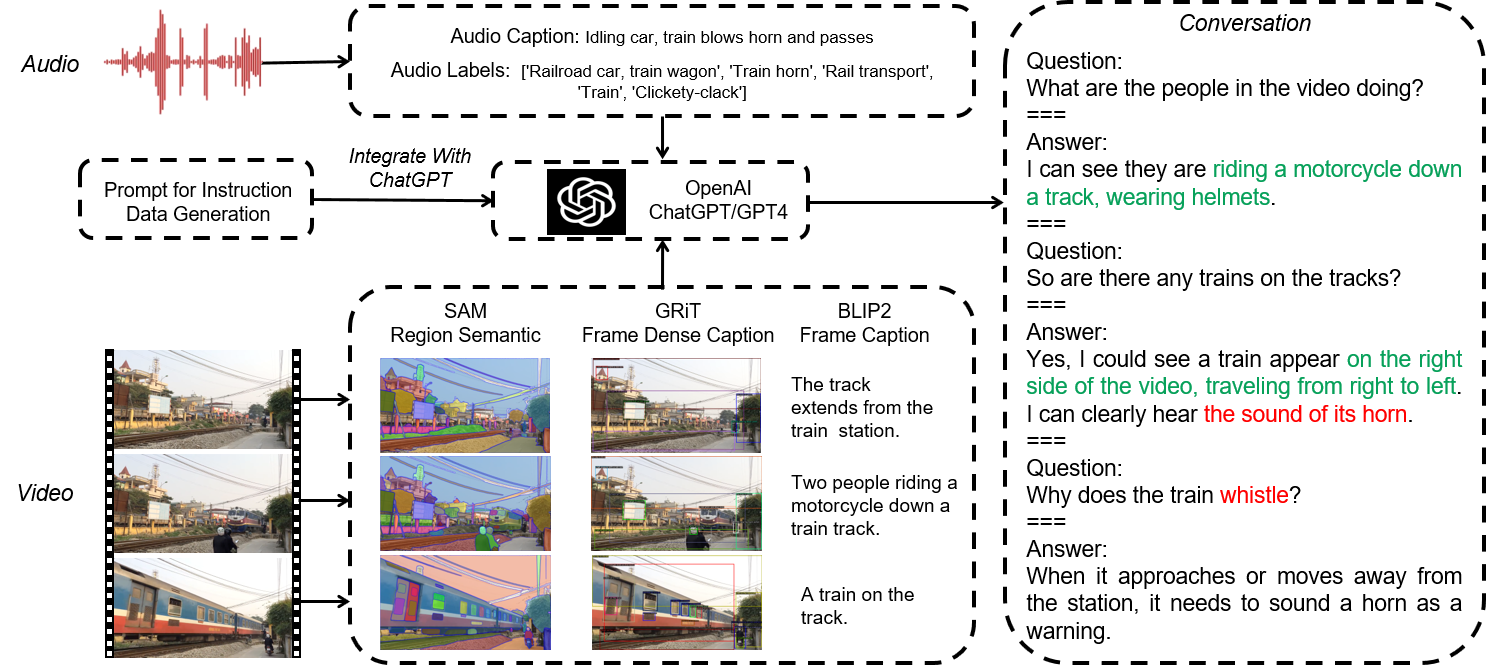 Audio
Audio Caption: Idling car, train blows horn and passes
Audio Labels: ['Railroad car, train wagon', 'Train horn', 'Rail transport',
'Train', 'Clickety-clack']
Prompt for Instruction
Data Generation
Integrate With
ChatGPT
OpenAI
ChatGPT/GPT4
Video
SAM
Region Semantic
GRiT
Frame Dense Caption
BLIP2
Frame Caption
The track
extends from the
train station.
Two people riding a
motorcycle down a
train track.
A train on the
track.
Conversation
Question:
What are the people in the video doing?
===
Answer:
I can see they are riding a motorcycle down
a track, wearing helmets.
===
Question:
So are there any trains on the tracks?
===
Answer:
Yes, I could see a train appear on the right
side of the video, traveling from right to left.
I can clearly hear the sound of its horn.
===
Question:
Why does the train whistle?
===
Answer:
When it approaches or moves away from
the station, it needs to sound a horn as a
warning.